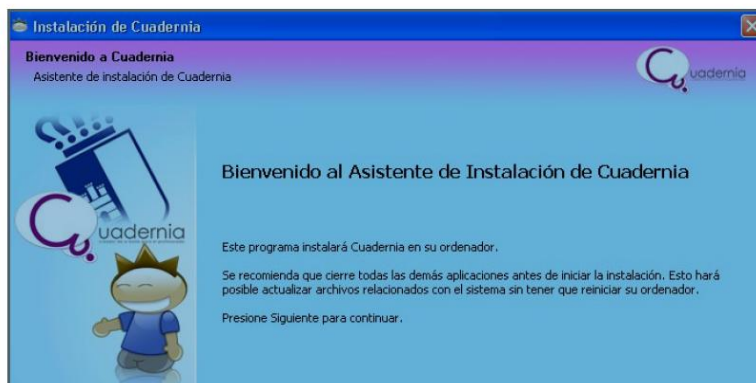 Instalación de Cuadernia
Bienvenido a Cuadernia
Asistente de instalación de Cuadernia
Cuadernia
Cuadernia
Bienvenido al Asistente de Instalación de Cuadernia
Este programa instalará Cuadernia en su ordenador.
Se recomienda que cierre todas las demás aplicaciones antes de iniciar la instalación. Esto hará
posible actualizar archivos relacionados con el sistema sin tener que reiniciar su ordenador.
Presione Siguiente para continuar.